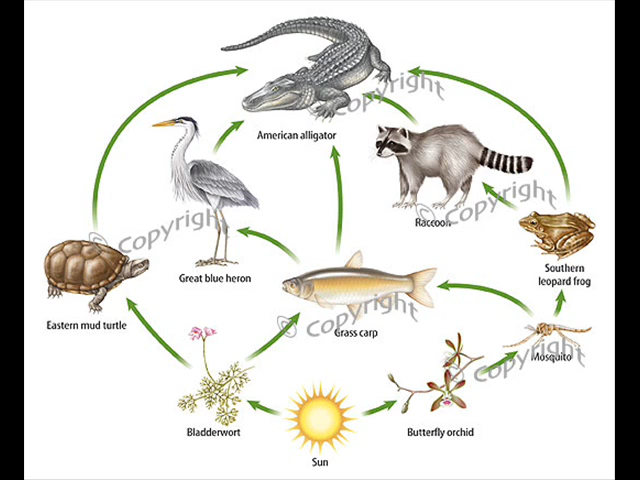 Copyright
American alligator
Copyright
Raccoon
Copyright
Great blue heron
Southern
leopard frog
Eastern mud turtle
Copyright
Grass carp
Mosquito
Copyright
Bladderwort
Butterfly orchid
Sun